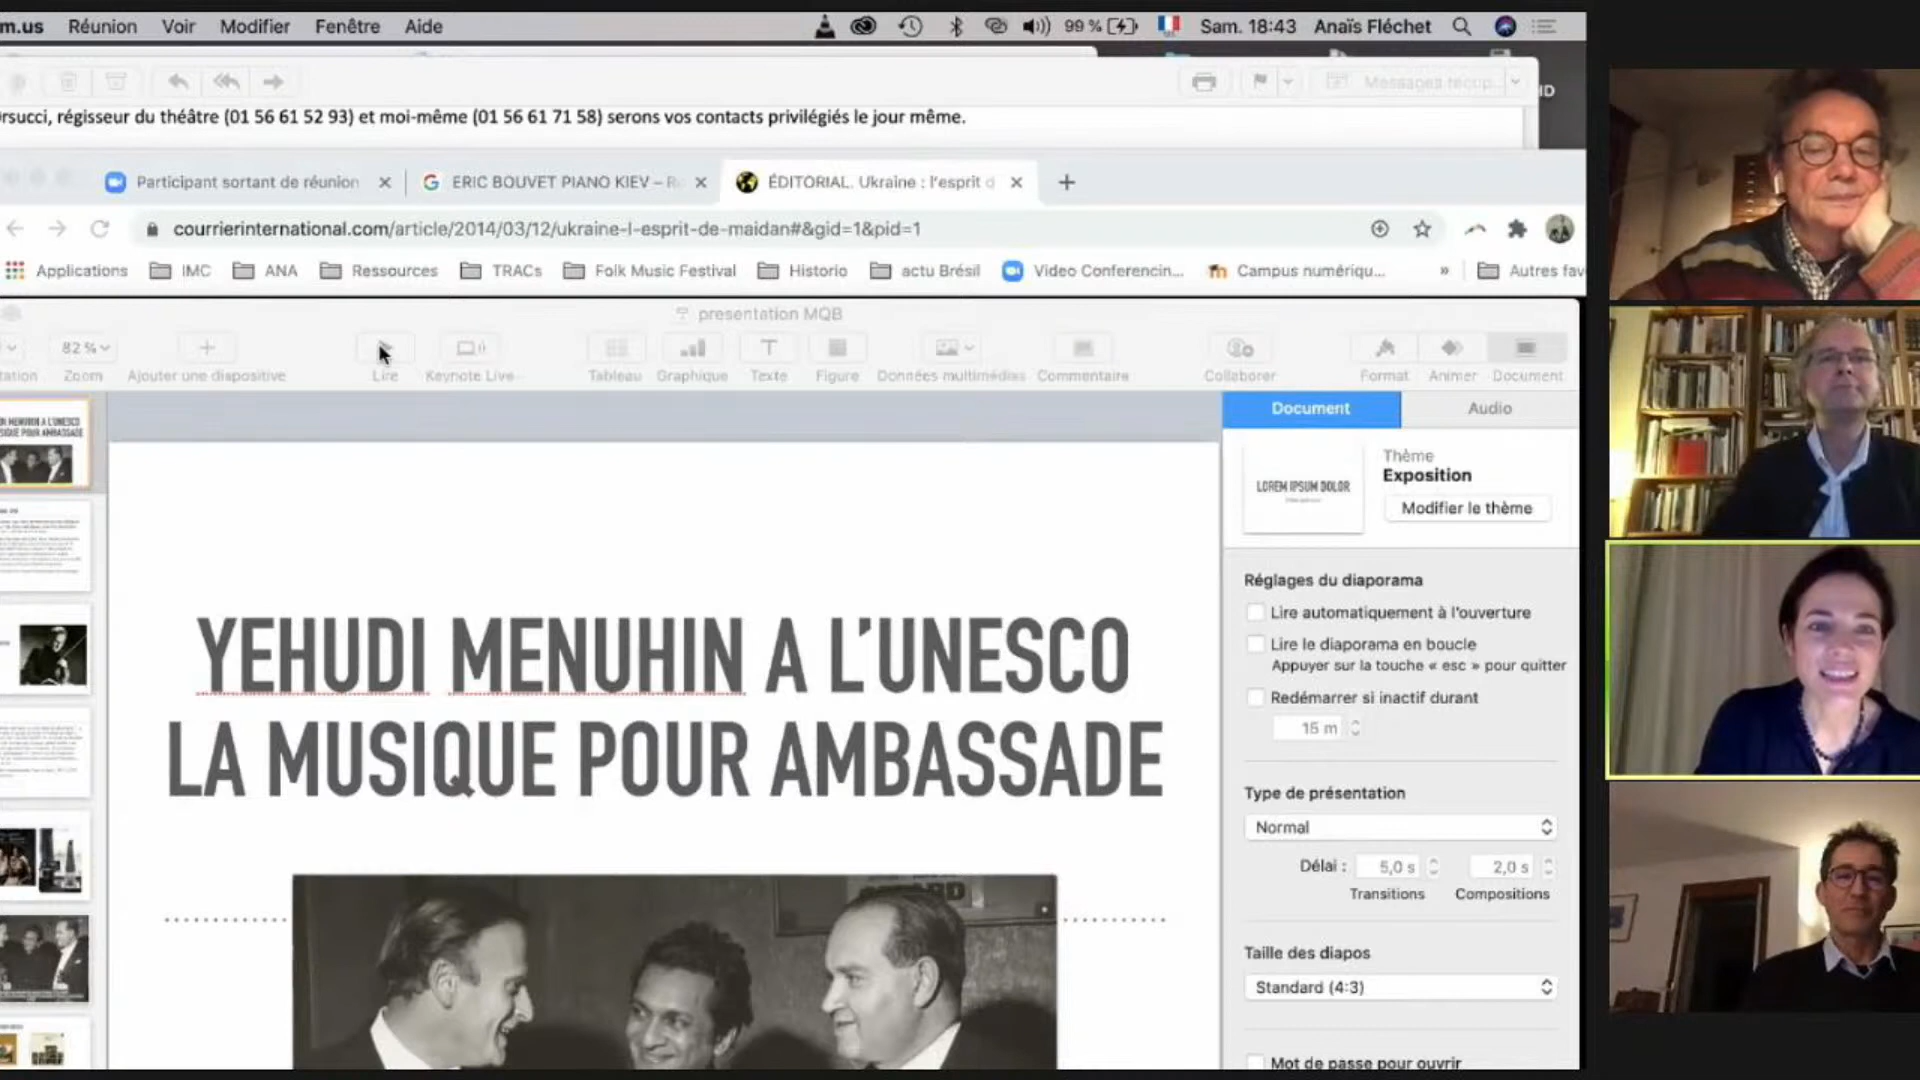 m.us Réunion Voir Modifier Fenêtre Aide 99 % Sam. 18:43 Anaïs Fléchet
Messages récup...
rsucci, régisseur du théâtre (01 56 61 52 93) et moi-même (01 56 61 71 58) serons vos contacts privilégiés le jour même.
Participant sortant de réunion ERIC BOUVET PIANO KIEV – R ÉDITORIAL. Ukraine : l'esprit d
courrierinternational.com/article/2014/03/12/ukraine-l-esprit-de-maidan#&gid=1&pid=1
Applications IMC ANA Ressources TRACs Folk Music Festival Historio actu Brésil Video Conferencin... Campus numériqu... » Autres fav
presentation MQB
82 %
tation Zoom Ajouter une diapositive Lire Keynote Live Tableau Graphique Texte Figure Données multimédias Commentaire Collaborer Format Animer Document
Document Audio
Thème
Exposition
LOREM IPSUM DOLOR
Modifier le thème
Réglages du diaporama
Lire automatiquement à l'ouverture
Lire le diaporama en boucle
Appuyer sur la touche « esc » pour quitter
Redémarrer si inactif durant
15 m
Type de présentation
Normal
Délai : 5,0 s 2,0 s
Transitions Compositions
Taille des diapos
Standard (4:3)
Mot de passe pour ouvrir
YEHUDI MENUHIN A L'UNESCO
LA MUSIQUE POUR AMBASSADE